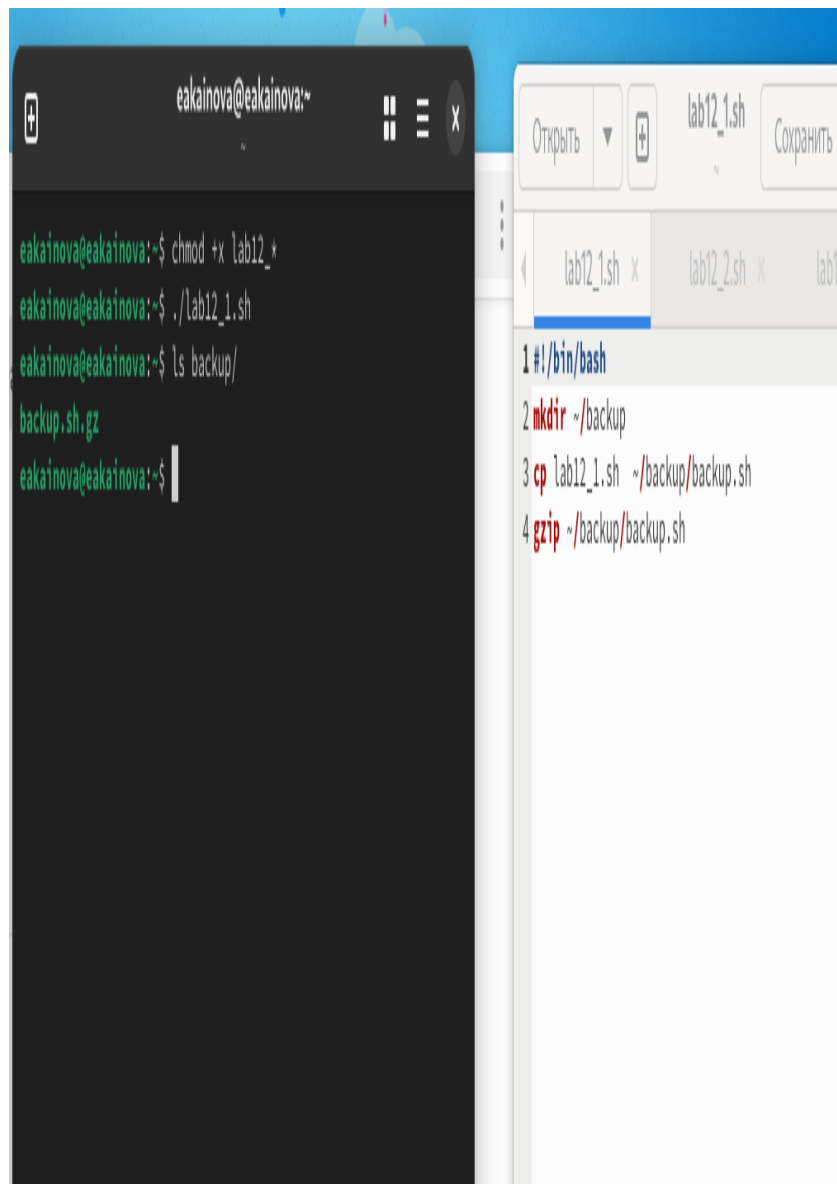 eakainova@eakainova:~
~
eakainova@eakainova:~$ chmod +x lab12_*
eakainova@eakainova:~$ ./lab12_1.sh
eakainova@eakainova:~$ ls backup/
backup.sh.gz
eakainova@eakainova:~$
Открыть
lab12_1.sh
~
Сохранить
lab12_1.sh
lab12_2.sh
1 #!/bin/bash
2 mkdir ~/backup
3 cp lab12_1.sh  ~/backup/backup.sh
4 gzip ~/backup/backup.sh